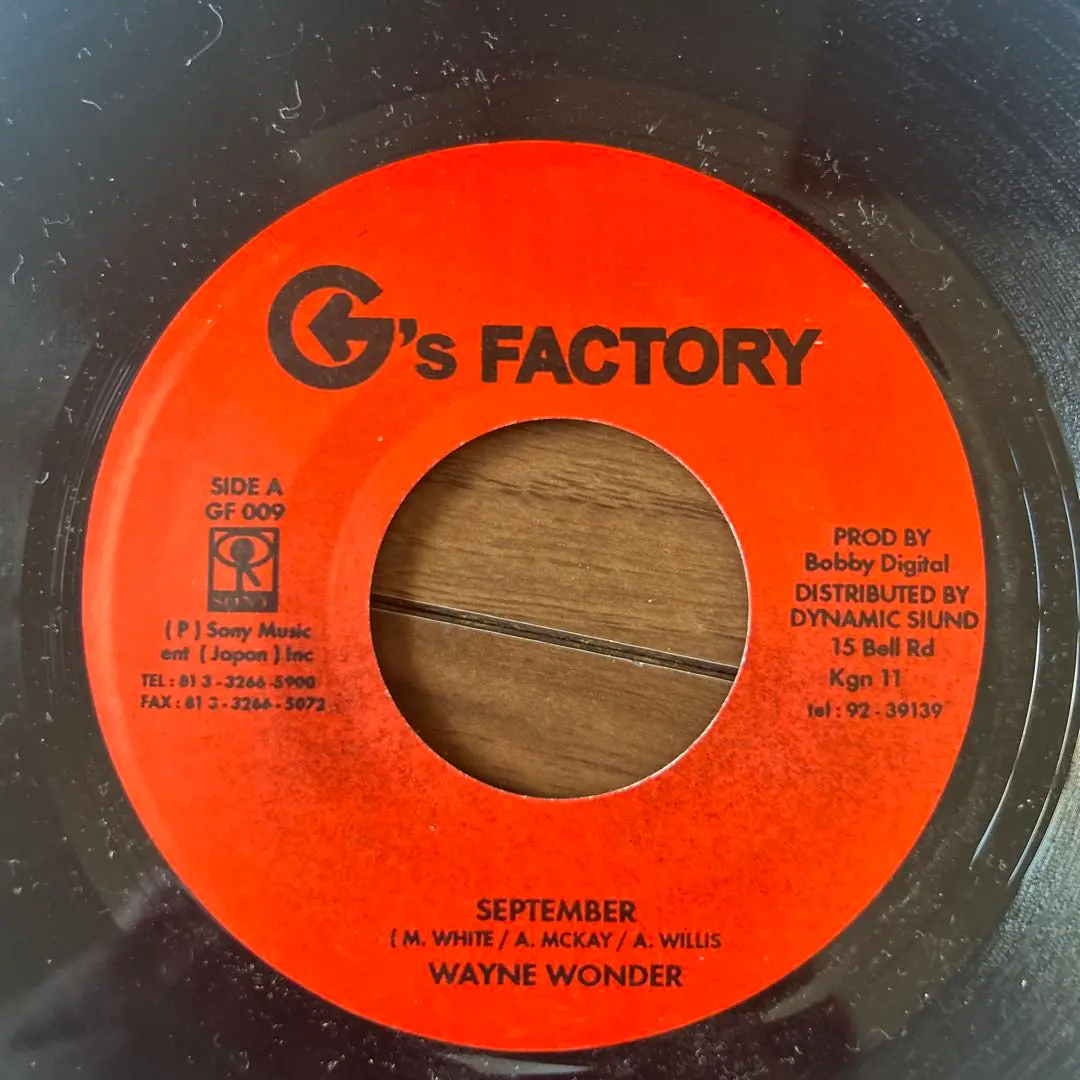 G's FACTORY
SIDE A
GF 009
SONY
( P ) Sony Music
ent ( Japan ) Inc
TEL : 81 3 - 3266 - 5900
FAX : 81 3 - 3266 - 5072
PROD BY
Bobby Digital
DISTRIBUTED BY
DYNAMIC SIUND
15 Bell Rd
Kgn 11
tel : 92 - 39139
SEPTEMBER
( M. WHITE / A. MCKAY / A. WILLIS
WAYNE WONDER